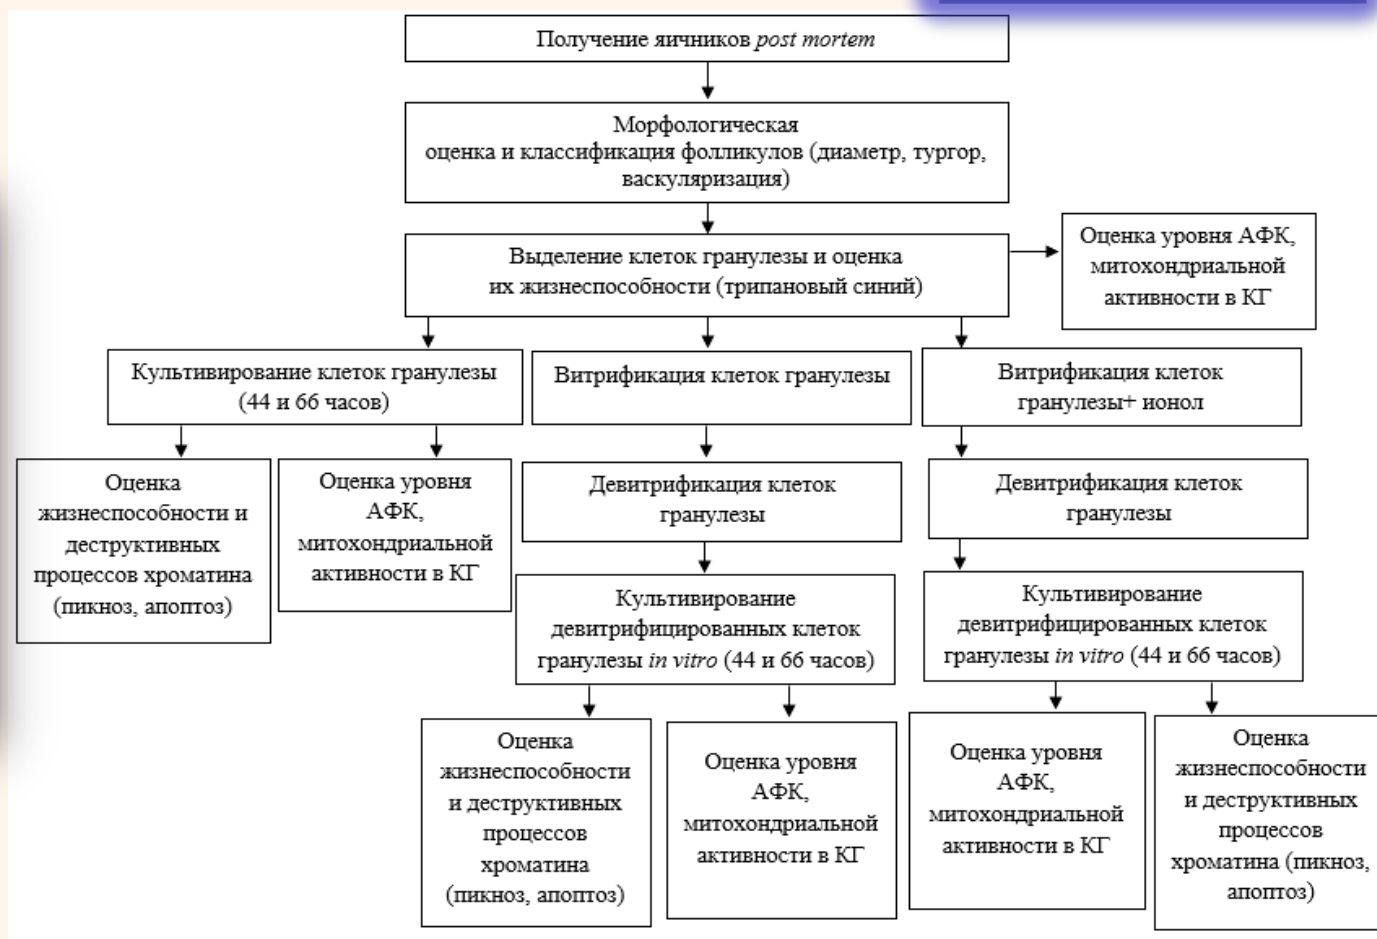 Получение яичников post mortem
Морфологическая
оценка и классификация фолликулов (диаметр, тургор,
васкуляризация)
Выделение клеток гранулезы и оценка
их жизнеспособности (трипановый синий)
Оценка уровня АФК,
митохондриальной
активности в КГ
Культивирование клеток гранулезы
(44 и 66 часов)
Витрификация клеток гранулезы
Витрификация клеток
гранулезы+ ионол
Оценка
жизнеспособности и
деструктивных
процессов хроматина
(пикноз, апоптоз)
Оценка уровня
АФК,
митохондриальной
активности в КГ
Девитрификация клеток
гранулезы
Девитрификация клеток
гранулезы
Культивирование
девитрифицированных клеток
гранулезы in vitro (44 и 66 часов)
Культивирование
девитрифицированных клеток
гранулезы in vitro (44 и 66 часов)
Оценка
жизнеспособности
и деструктивных
процессов
хроматина
(пикноз, апоптоз)
Оценка уровня
АФК,
митохондриальной
активности в КГ
Оценка уровня
АФК,
митохондриальной
активности в КГ
Оценка
жизнеспособности
и деструктивных
процессов
хроматина (пикноз,
апоптоз)